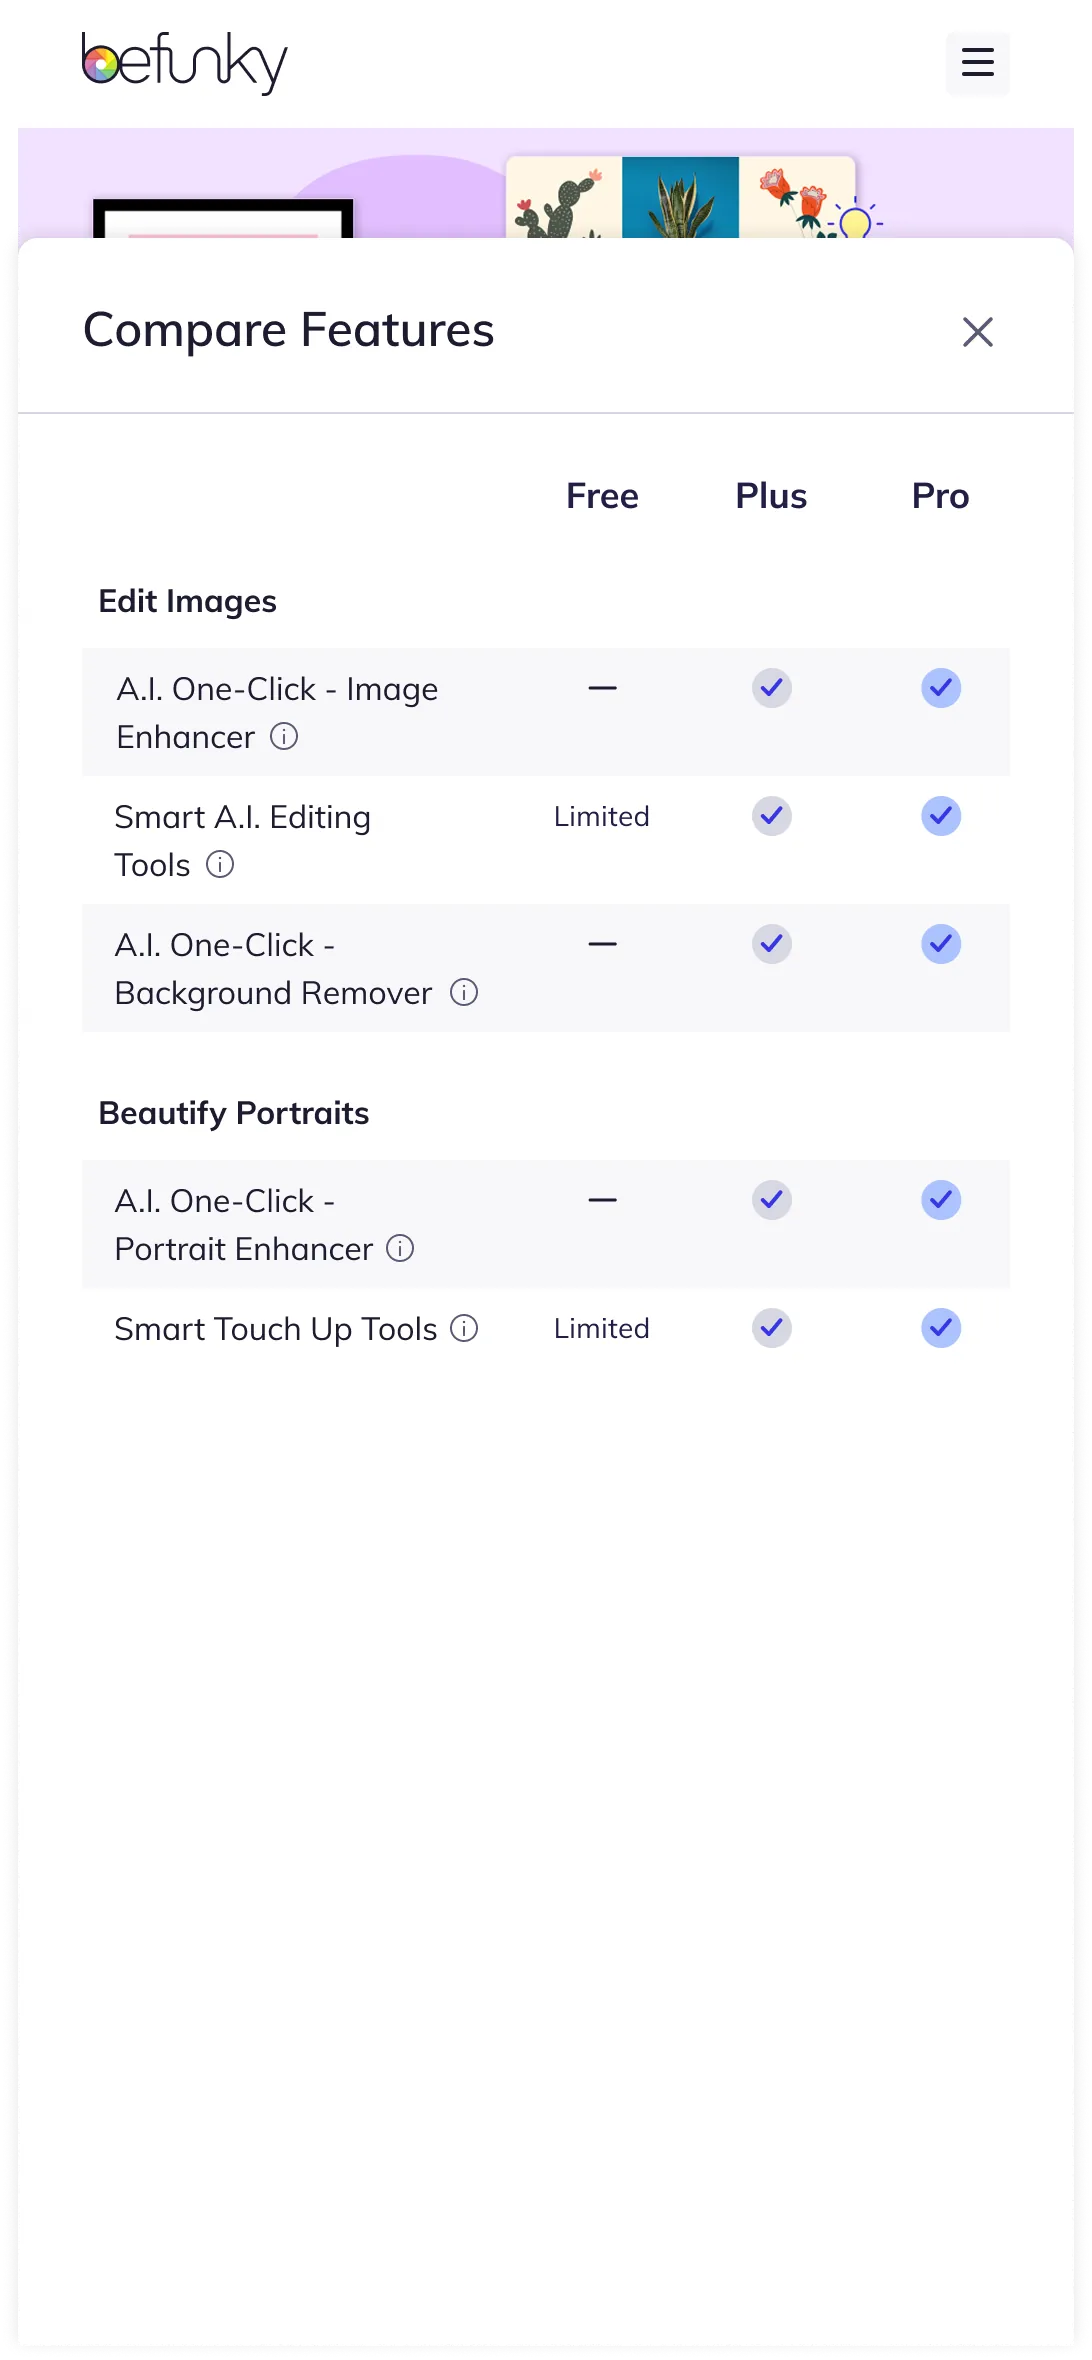 befunky
Compare Features
Free Plus Pro
Edit Images
A.I. One-Click - Image
Enhancer
Smart A.I. Editing Limited
Tools
A.I. One-Click -
Background Remover
Beautify Portraits
A.I. One-Click -
Portrait Enhancer
Smart Touch Up Tools Limited